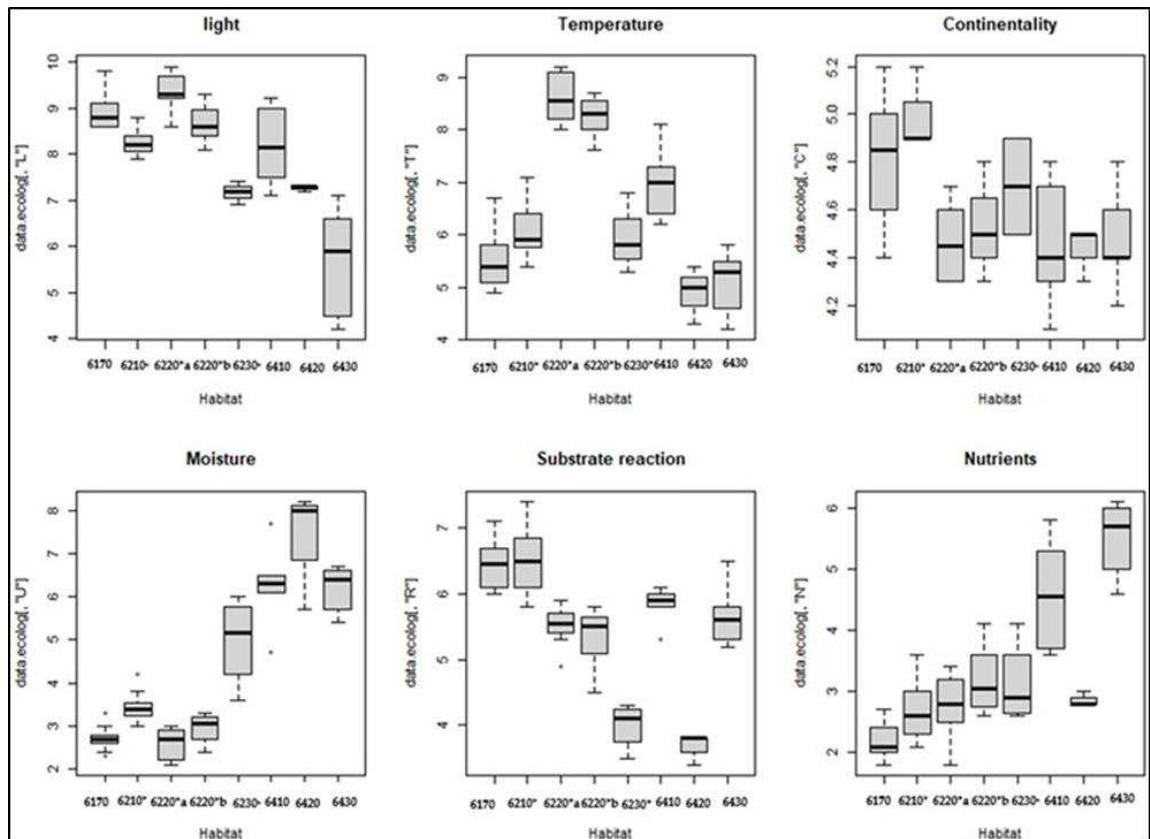 light
data.ecolog[, "L"]
10
9
8
7
6
5
4
6170 6210* 6220*a 6220*b 6230* 6410 6420 6430
Habitat
Temperature
data.ecolog[, "T"]
9
8
7
6
5
4
6170 6210* 6220*a 6220*b 6230* 6410 6420 6430
Habitat
Continentality
data.ecolog[, "C"]
5.2
5.0
4.8
4.6
4.4
4.2
6170 6210* 6220*a 6220*b 6230* 6410 6420 6430
Habitat
Moisture
data.ecolog[, "U"]
8
7
6
5
4
3
2
6170 6210* 6220*a 6220*b 6230* 6410 6420 6430
Habitat
Substrate reaction
data.ecolog[, "R"]
7
6
5
4
6170 6210* 6220*a 6220*b 6230* 6410 6420 6430
Habitat
Nutrients
data.ecolog[, "N"]
6
5
4
3
2
6170 6210* 6220*a 6220*b 6230* 6410 6420 6430
Habitat